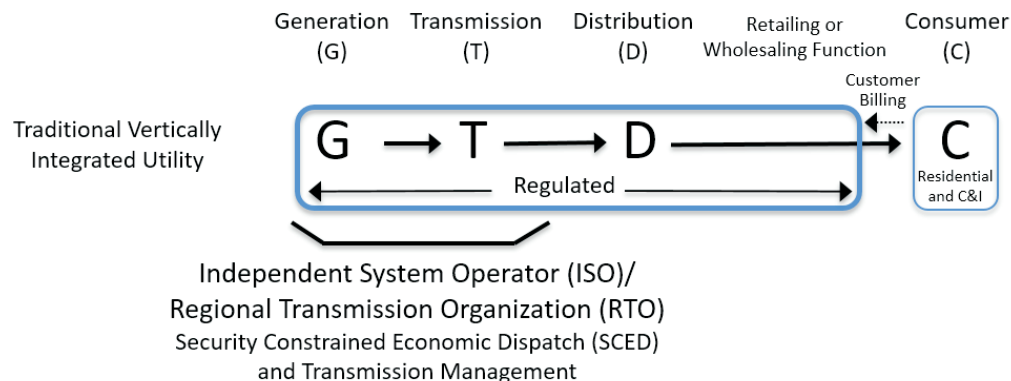 Generation
(G)
Transmission
(T)
Distribution
(D)
Retailing or
Wholesaling Function
Consumer
(C)
Customer
Billing
Traditional Vertically
Integrated Utility
G
T
D
C
Residential
and C&I
Regulated
Independent System Operator (ISO)/
Regional Transmission Organization (RTO)
Security Constrained Economic Dispatch (SCED)
and Transmission Management